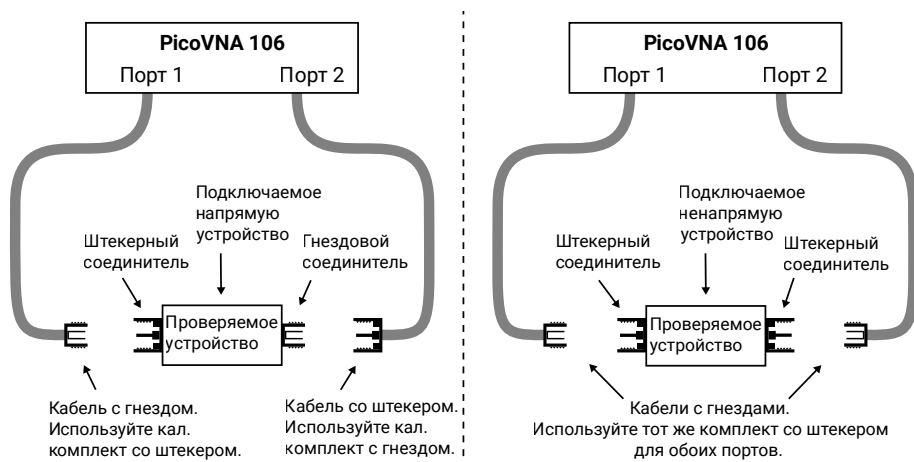 PicoVNA 106
Порт 1
Порт 2
Подключаемое
напрямую
устройство
Штекерный
соединитель
Гнездовой
соединитель
Проверяемое
устройство
Кабель с гнездом.
Используйте кал.
комплект со штекером.
Кабель со штекером.
Используйте кал.
комплект с гнездом.
PicoVNA 106
Порт 1
Порт 2
Подключаемое
ненапрямую
устройство
Штекерный
соединитель
Штекерный
соединитель
Проверяемое
устройство
Кабели с гнездами.
Используйте тот же комплект со штекером
для обоих портов.